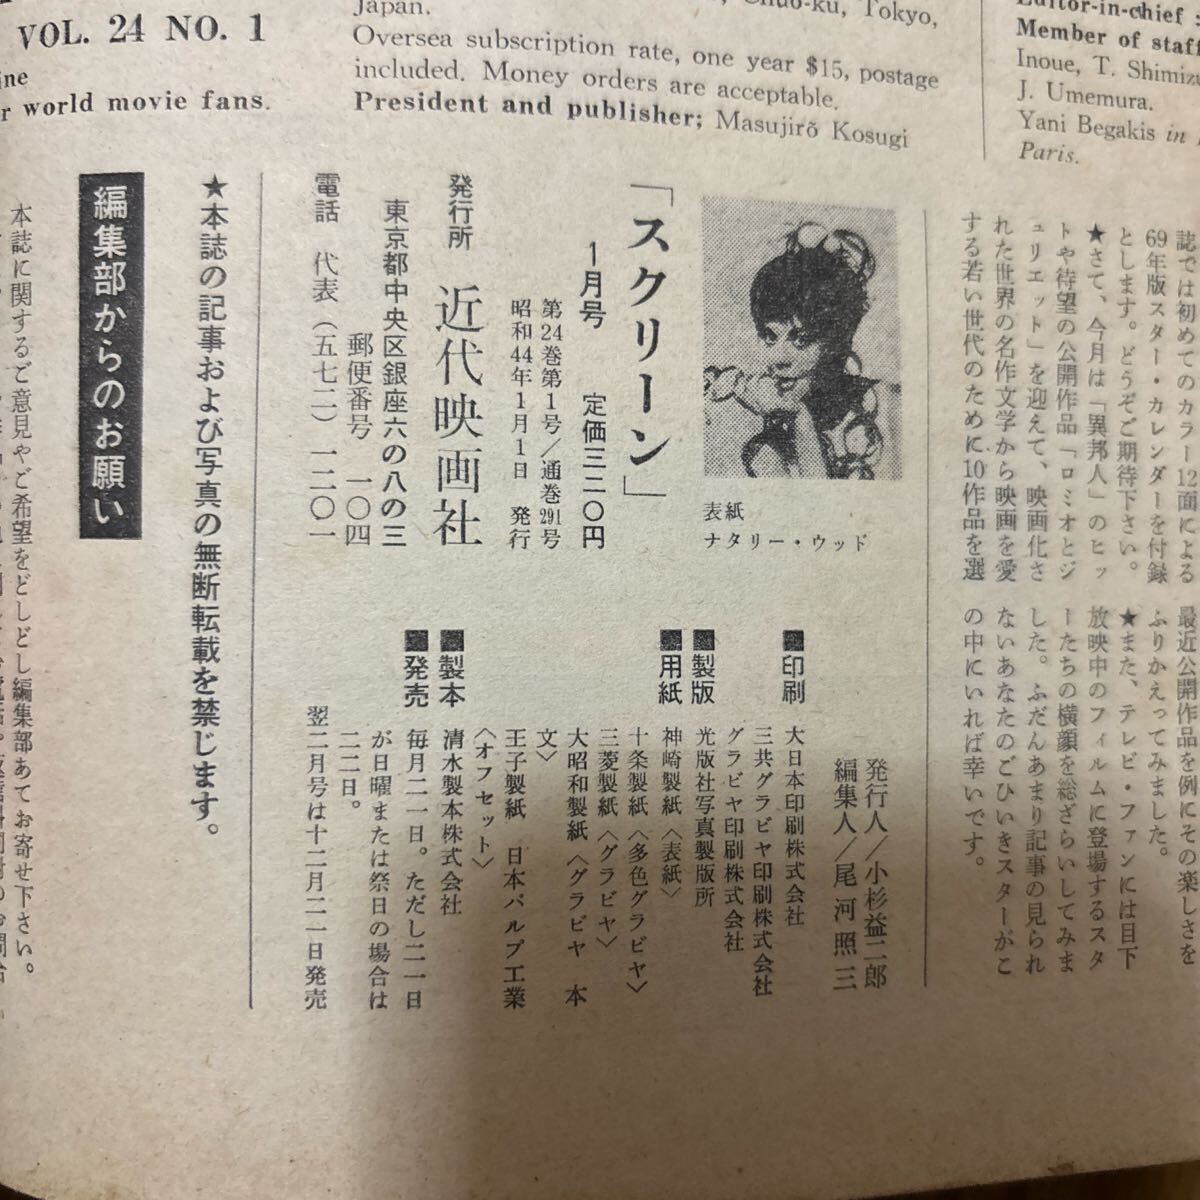 VOL. 24 NO. 1
r world movie fans.
Japan.
Chuo-ku, Tokyo,
Oversea subscription rate, one year $15, postage
included. Money orders are acceptable.
President and publisher; Masujirō Kosugi
Editor-in-chief
Member of staff
Inoue, T. Shimizu
J. Umemura.
Yani Begakis in
Paris.
誌では初めてのカラー12面による
69年版スター・カレンダーを付録
とします。どうぞご期待下さい。
★さて、今月は「異邦人」のヒッ
トや待望の公開作品「ロミオとジ
ュリエット」を迎えて、映画化さ
れた世界の名作文学から映画を愛
する若い世代のために10作品を選
最近公開作品を例にその楽しさを
ふりかえってみました。
★また、テレビ・ファンには目下
放映中のフィルムに登場するスタ
ーたちの横顔を総ざらいしてみま
した。ふだんあまり記事の見られ
ないあなたのごひいきスターがこ
の中にいれば幸いです。
表紙
ナタリー・ウッド
「スクリーン」
1月号 定価三二〇円
第24巻第1号/通巻291号
昭和44年1月1日 発行
発行所 近代映画社
東京都中央区銀座六の八の三
郵便番号 一〇四
電話 代表(五七二)一二〇一
発行人/小杉益二郎
編集人/尾河照三
■印刷 大日本印刷株式会社
三共グラビヤ印刷株式会社
グラビヤ印刷株式会社
■製版 光版社写真製版所
■用紙 神崎製紙〈表紙〉
十条製紙〈多色グラビヤ〉
三菱製紙〈グラビヤ〉
大昭和製紙〈グラビヤ 本
文〉
王子製紙 日本パルプ工業
〈オフセット〉
■製本 清水製本株式会社
■発売 毎月二一日。ただし二一日
が日曜または祭日の場合は
二二日。
翌二月号は十二月二一日発売
★本誌の記事および写真の無断転載を禁じます。
編集部からのお願い
本誌に関するご意見やご希望をどしどし編集部あてお寄せ下さい。